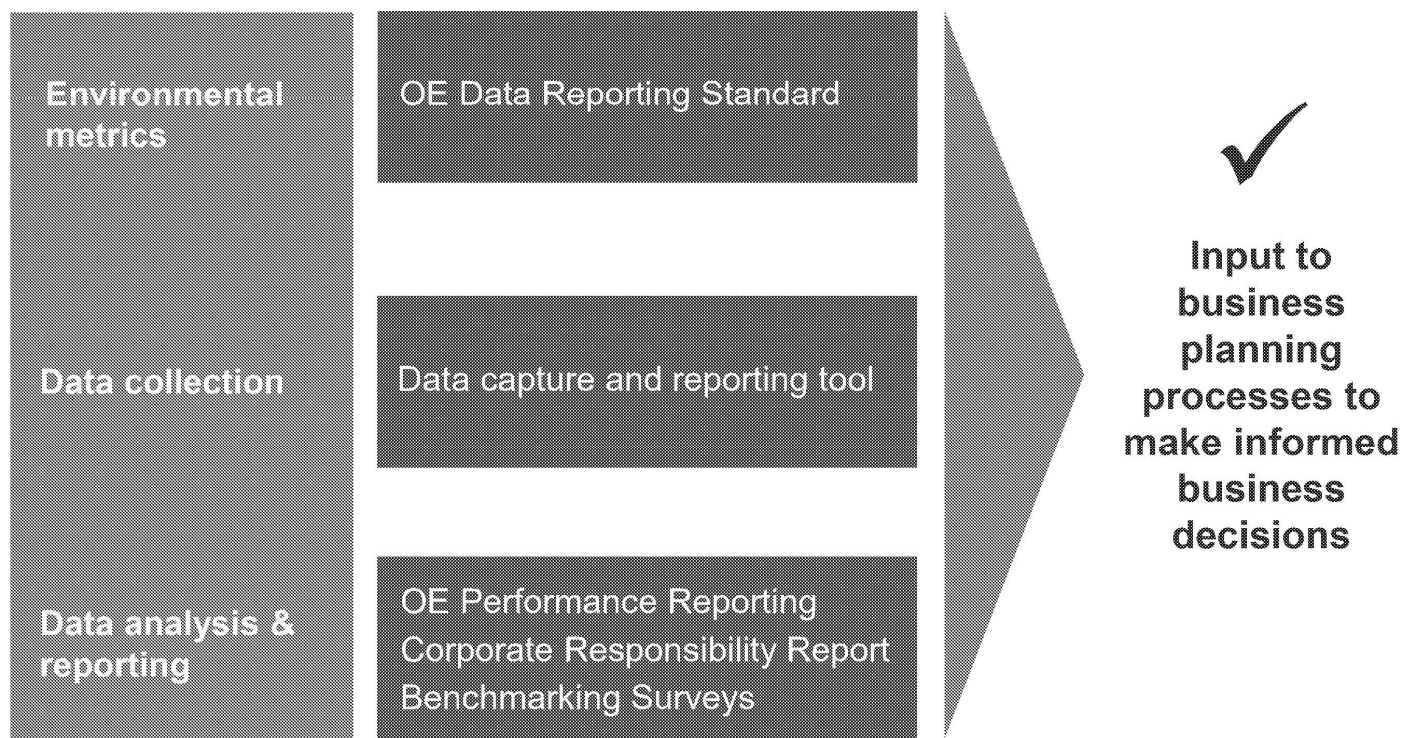 Environmental
metrics
OE Data Reporting Standard
Data collection
Data capture and reporting tool
Data analysis &
reporting
OE Performance Reporting
Corporate Responsibility Report
Benchmarking Surveys
Input to
business
planning
processes to
make informed
business
decisions